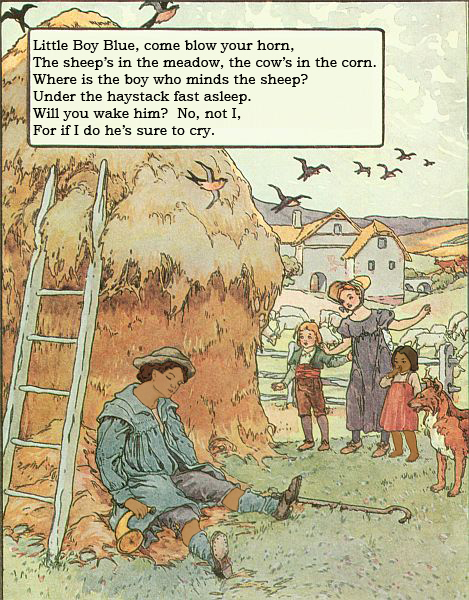 Little Boy Blue, come blow your horn,
The sheep's in the meadow, the cow's in the corn.
Where is the boy who minds the sheep?
Under the haystack fast asleep.
Will you wake him?  No, not I,
For if I do he's sure to cry.